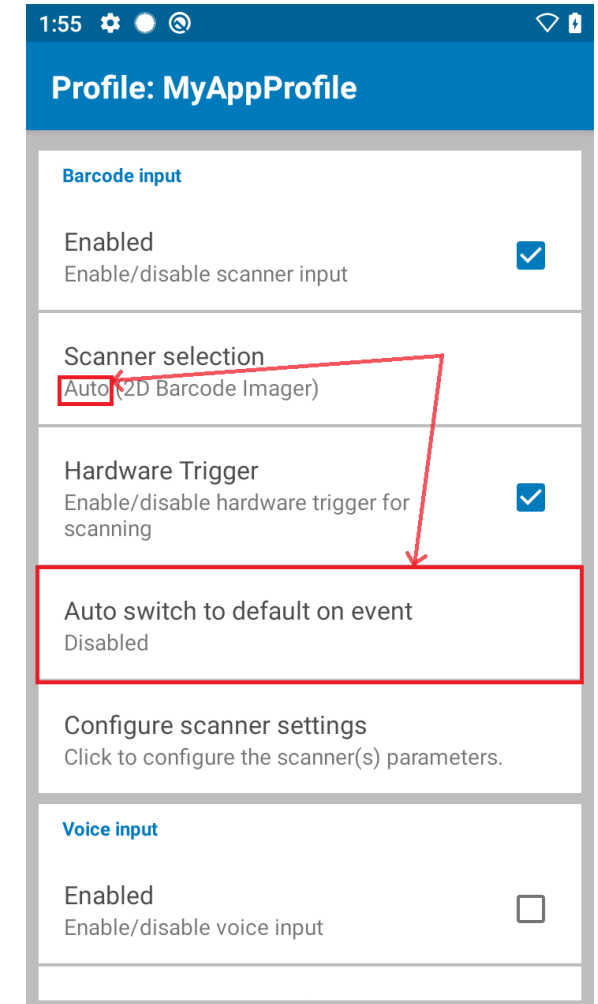 1:55
Profile: MyAppProfile
Barcode input
Enabled
Enable/disable scanner input
Scanner selection
Auto (2D Barcode Imager)
Hardware Trigger
Enable/disable hardware trigger for
scanning
Auto switch to default on event
Disabled
Configure scanner settings
Click to configure the scanner(s) parameters.
Voice input
Enabled
Enable/disable voice input